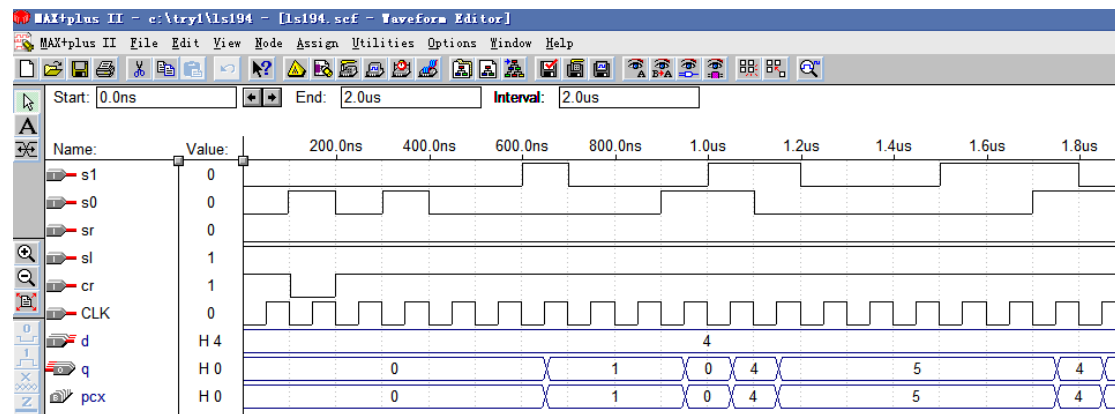 MAX+plus II - c:\try1\ls194 - [ls194.scf - Waveform Editor]
MAX+plus II File Edit View Node Assign Utilities Options Window Help
Start: 0.0ns End: 2.0us Interval: 2.0us
Name: Value: 200.0ns 400.0ns 600.0ns 800.0ns 1.0us 1.2us 1.4us 1.6us 1.8us
s1 0
s0 0
sr 0
sl 1
cr 1
CLK 0
d H 4 4
q H 0 0 1 0 4 5 4
pcx H 0 0 1 0 4 5 4